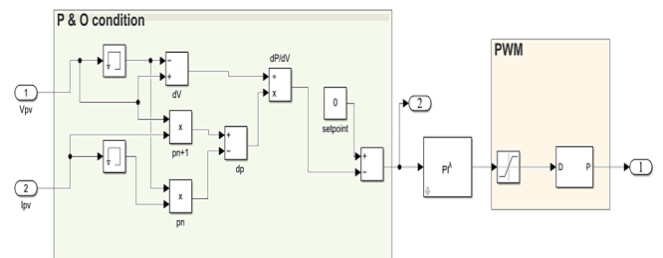 P & O condition
dP/dV
PWM
1
Vpv
−
+
dV
÷
x
0
setpoint
2
x
pn+1
+
−
dp
+
−
PI^λ
D
P
1
2
Ipv
x
pn